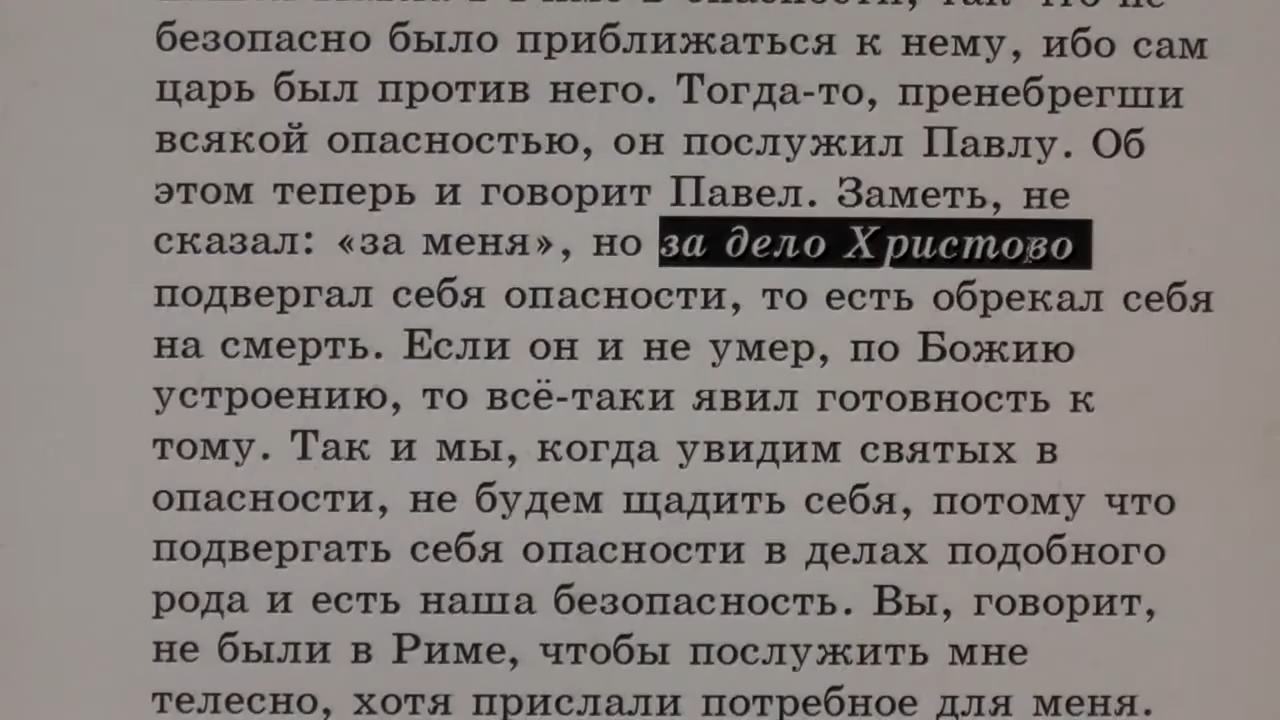 безопасно было приближаться к нему, ибо сам
царь был против него. Тогда-то, пренебрегши
всякой опасностью, он послужил Павлу. Об
этом теперь и говорит Павел. Заметь, не
сказал: «за меня», но за дело Христово
подвергал себя опасности, то есть обрекал себя
на смерть. Если он и не умер, по Божию
устроению, то всё-таки явил готовность к
тому. Так и мы, когда увидим святых в
опасности, не будем щадить себя, потому что
подвергать себя опасности в делах подобного
рода и есть наша безопасность. Вы, говорит,
не были в Риме, чтобы послужить мне
телесно, хотя прислали потребное для меня.